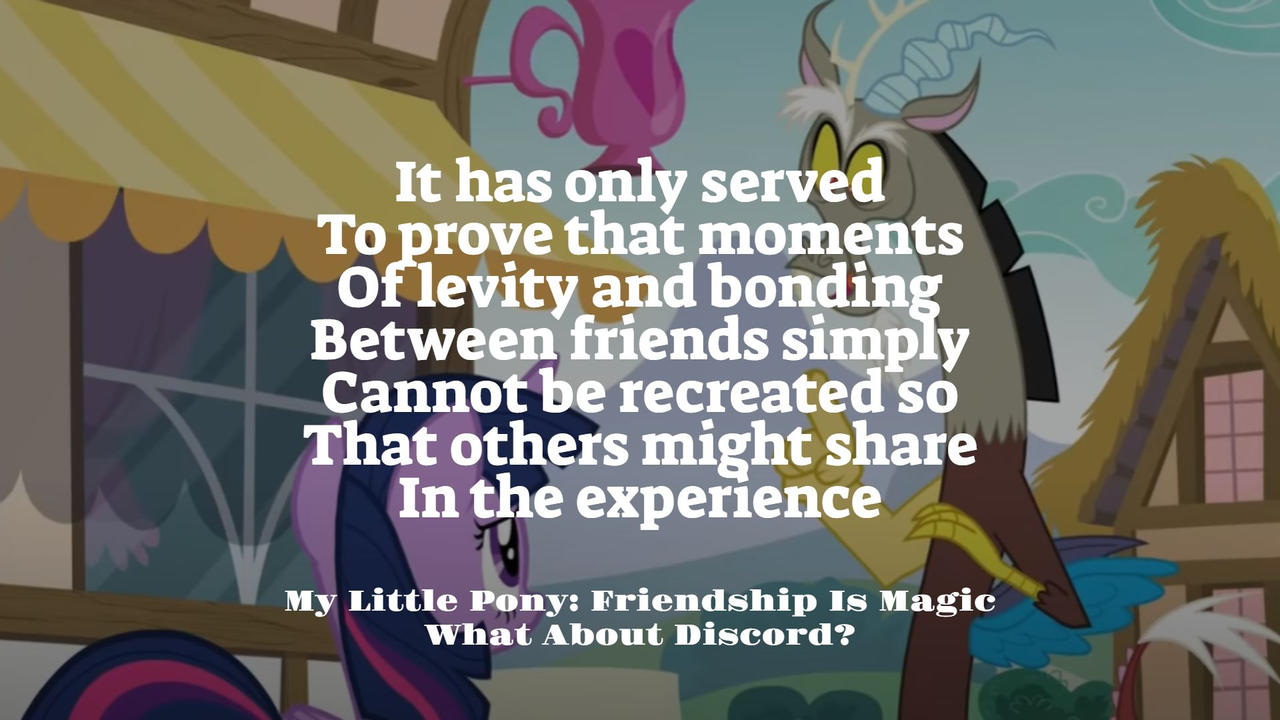 It has only served
To prove that moments
Of levity and bonding
Between friends simply
Cannot be recreated so
That others might share
In the experience
My Little Pony: Friendship Is Magic
What About Discord?